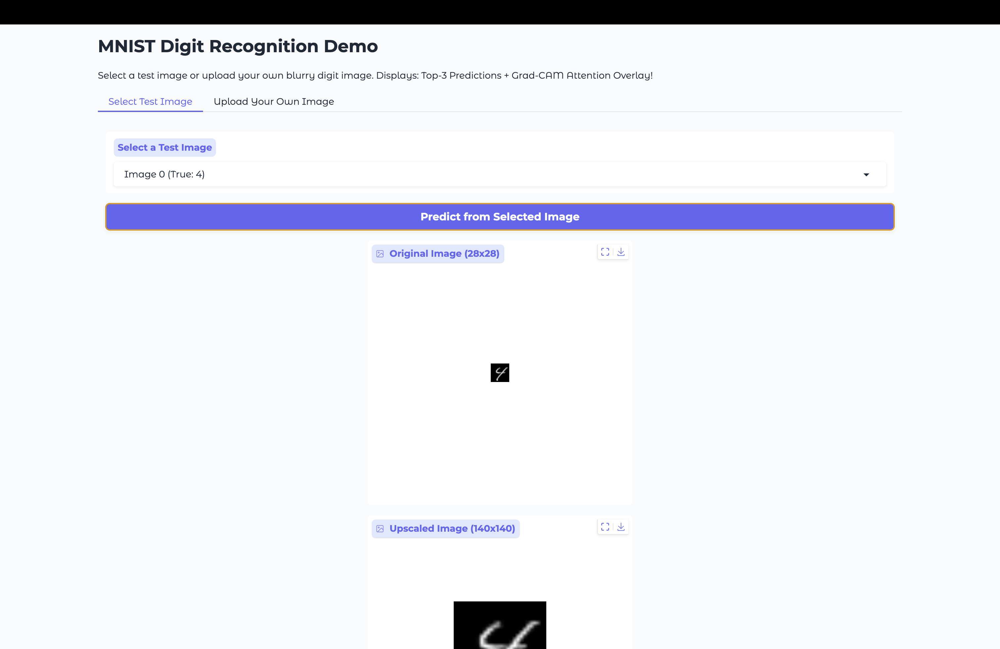 MNIST Digit Recognition Demo
Select a test image or upload your own blurry digit image. Displays: Top-3 Predictions + Grad-CAM Attention Overlay!
Select Test Image
Upload Your Own Image
Select a Test Image
Image 0 (True: 4)
Predict from Selected Image
Original Image (28x28)
4
Upscaled Image (140x140)
4